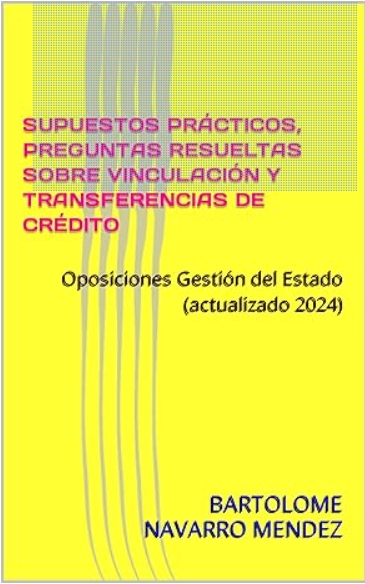 SUPUESTOS PRÁCTICOS,
PREGUNTAS RESUELTAS
SOBRE VINCULACIÓN Y
TRANSFERENCIAS DE
CRÉDITO
Oposiciones Gestión del Estado
(actualizado 2024)
BARTOLOME
NAVARRO MENDEZ